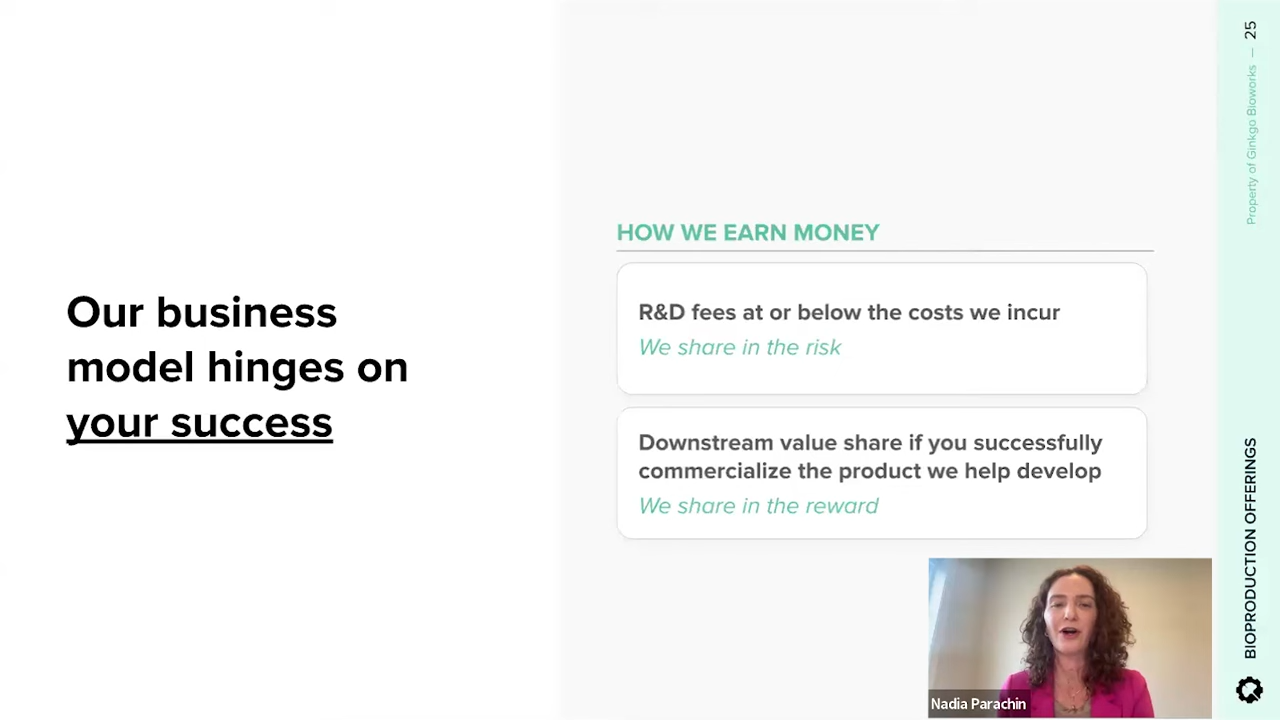 Our business
model hinges on
your success
HOW WE EARN MONEY
R&D fees at or below the costs we incur
We share in the risk
Downstream value share if you successfully
commercialize the product we help develop
We share in the reward
Nadia Parachin
BIOPRODUCTION OFFERINGS
Property of Ginkgo Bioworks — 25